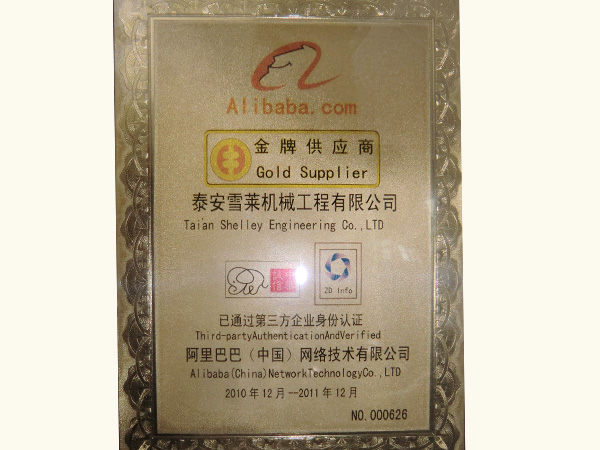 Alibaba.com
金牌供应商
Gold Supplier
泰安雪莱机械工程有限公司
Tai'an Shelley Engineering Co.,LTD
2D Info
已通过第三方企业身份认证
Third-partyAuthenticationAndVerified
阿里巴巴（中国）网络技术有限公司
Alibaba(China)NetworkTechnologyCo.,LTD
2010年12月--2011年12月
NO.000626